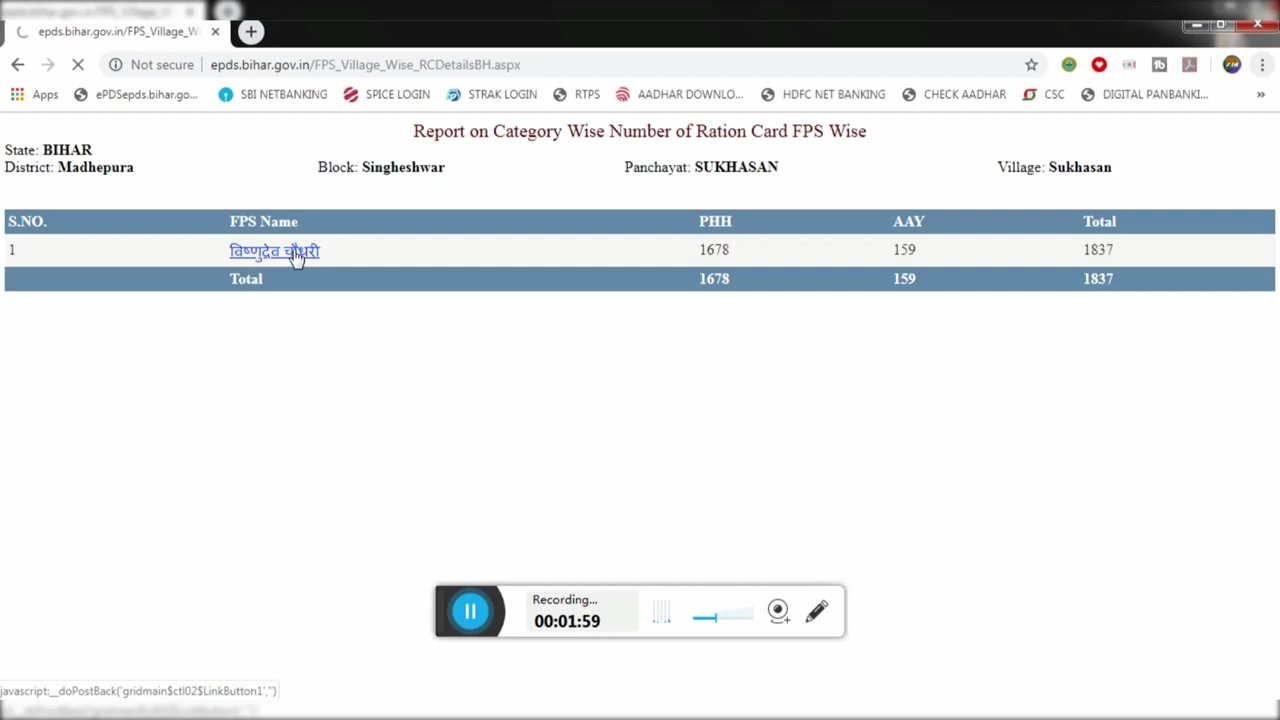 epds.bihar.gov.in/FPS_Village_W
Not secure epds.bihar.gov.in/FPS_Village_Wise_RCDetailsBH.aspx
Apps ePDSepds.bihar.go... SBI NETBANKING SPICE LOGIN STRAK LOGIN RTPS AADHAR DOWNLO... HDFC NET BANKING CHECK AADHAR CSC DIGITAL PANBANKI... »
Report on Category Wise Number of Ration Card FPS Wise
State: BIHAR
District: Madhepura Block: Singheshwar Panchayat: SUKHASAN Village: Sukhasan
S.NO. FPS Name PHH AAY Total
1 विष्णुदेव चौधरी 1678 159 1837
Total 1678 159 1837
Recording...
00:01:59
javascript:__doPostBack('gridmain$ctl02$LinkButton1','')